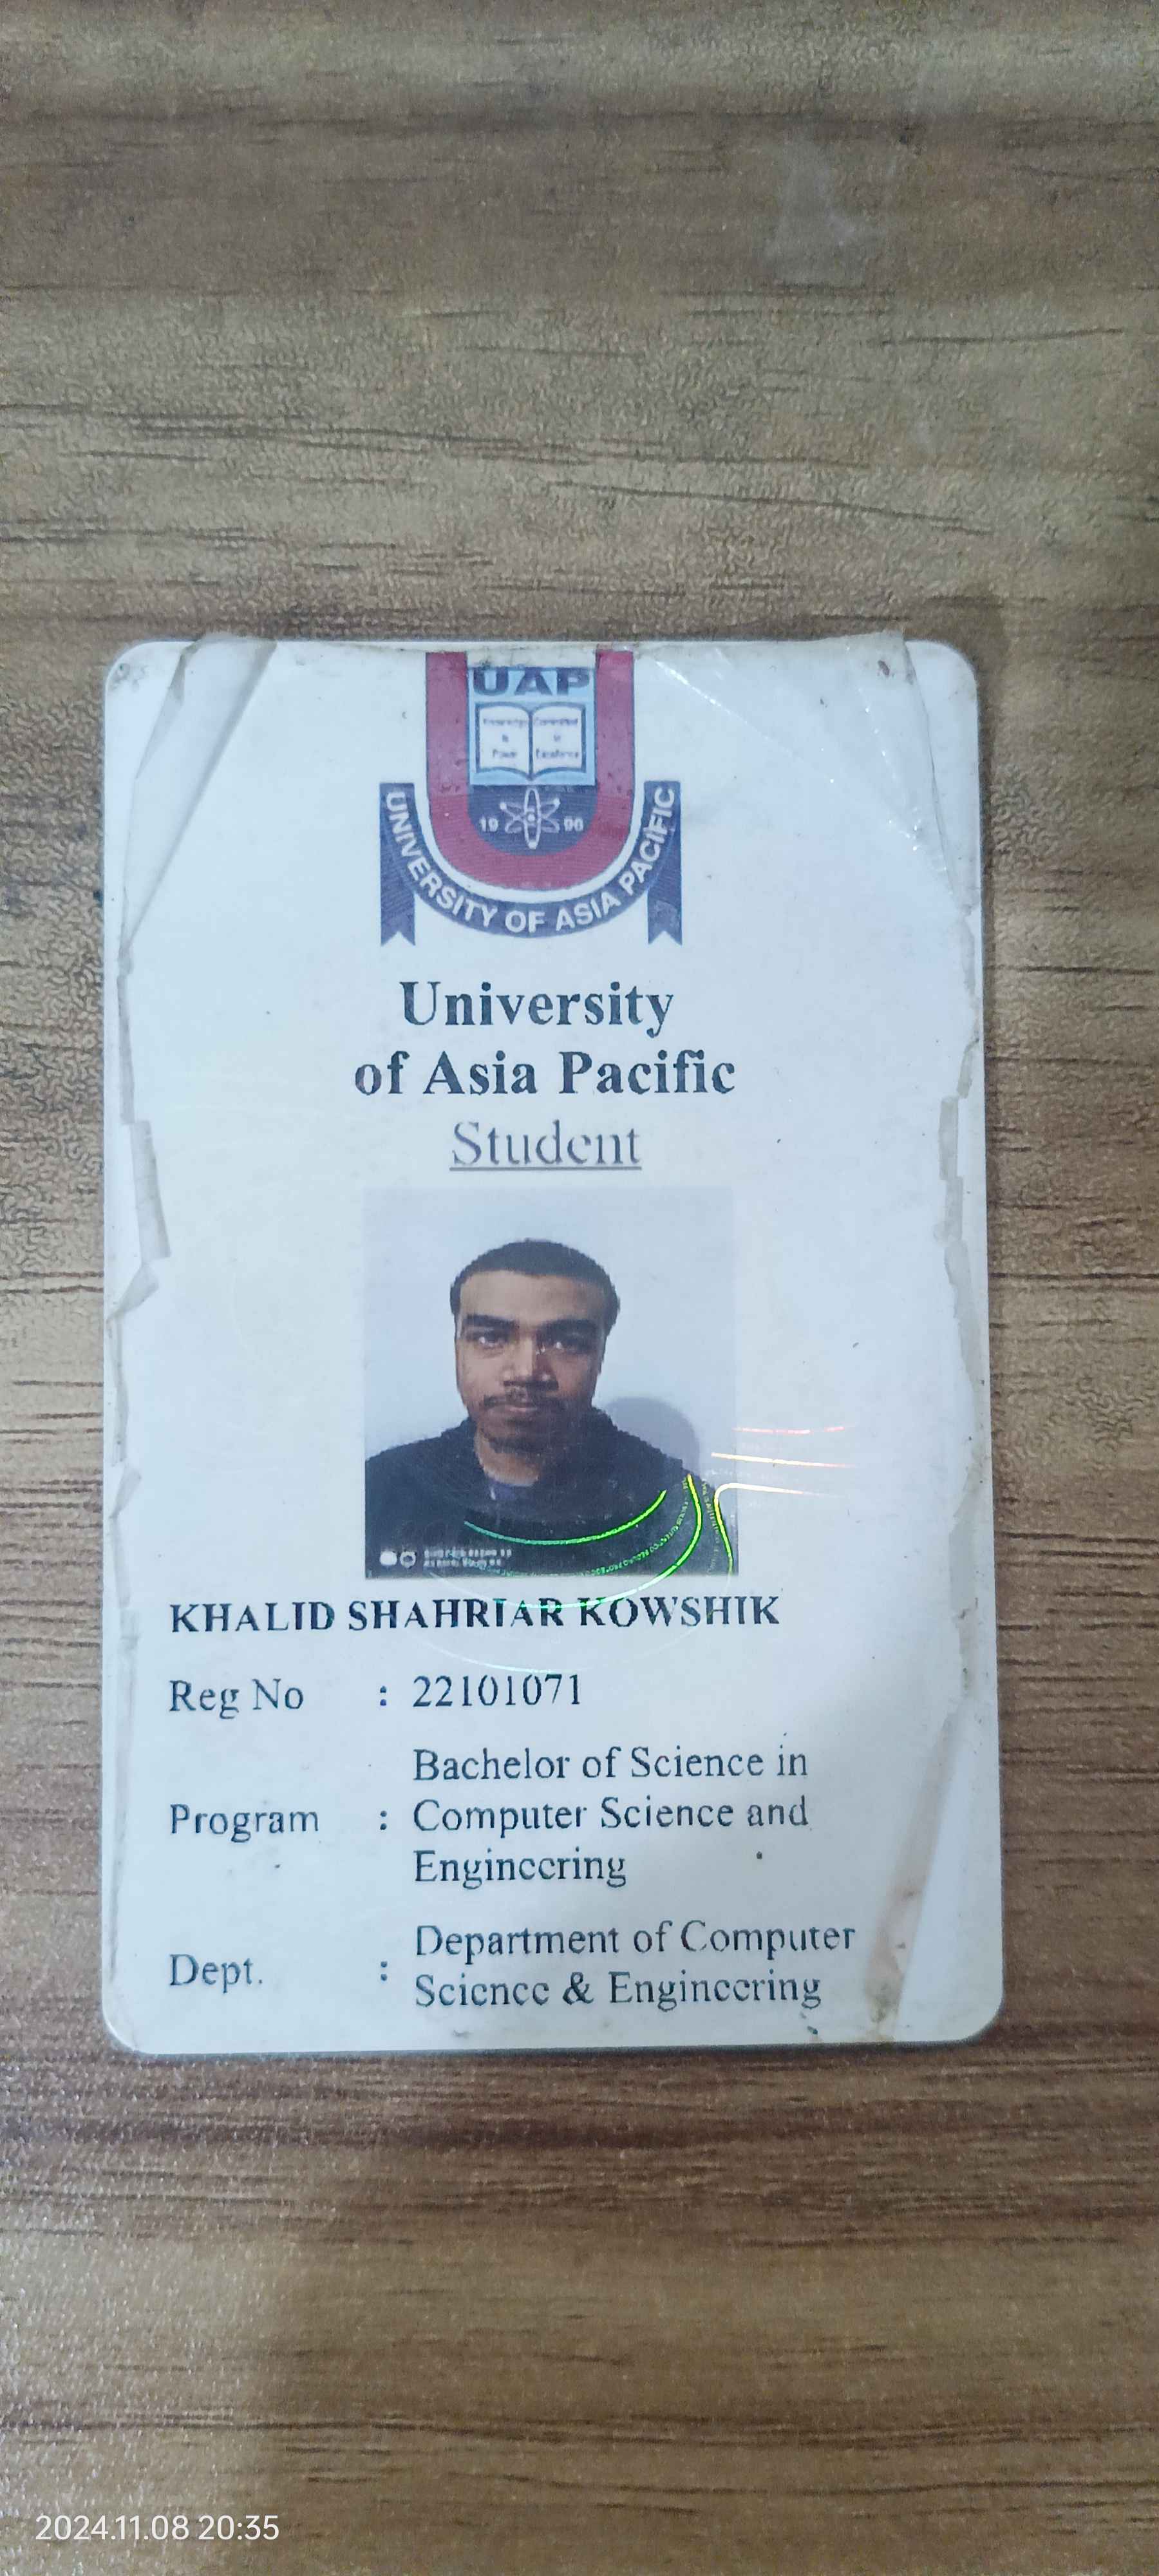 UAP
Knowledge is Power
Committed to Excellence
19 96
UNIVERSITY OF ASIA PACIFIC
University
of Asia Pacific
Student
KHALID SHAHRIAR KOWSHIK
Reg No : 22101071
Bachelor of Science in
Program : Computer Science and
Engineering
Department of Computer
Dept. :
Science & Engineering
2024.11.08 20:35